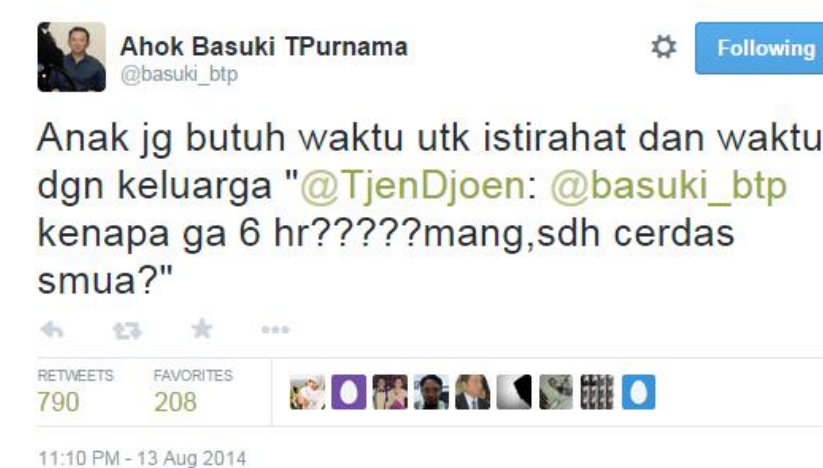 Ahok Basuki TPurnama
@basuki_btp
Following
Anak jg butuh waktu utk istirahat dan waktu
dgn keluarga "@TjenDjoen: @basuki_btp
kenapa ga 6 hr?????mang,sdh cerdas
smua?"
RETWEETS FAVORITES
790 208
11:10 PM - 13 Aug 2014